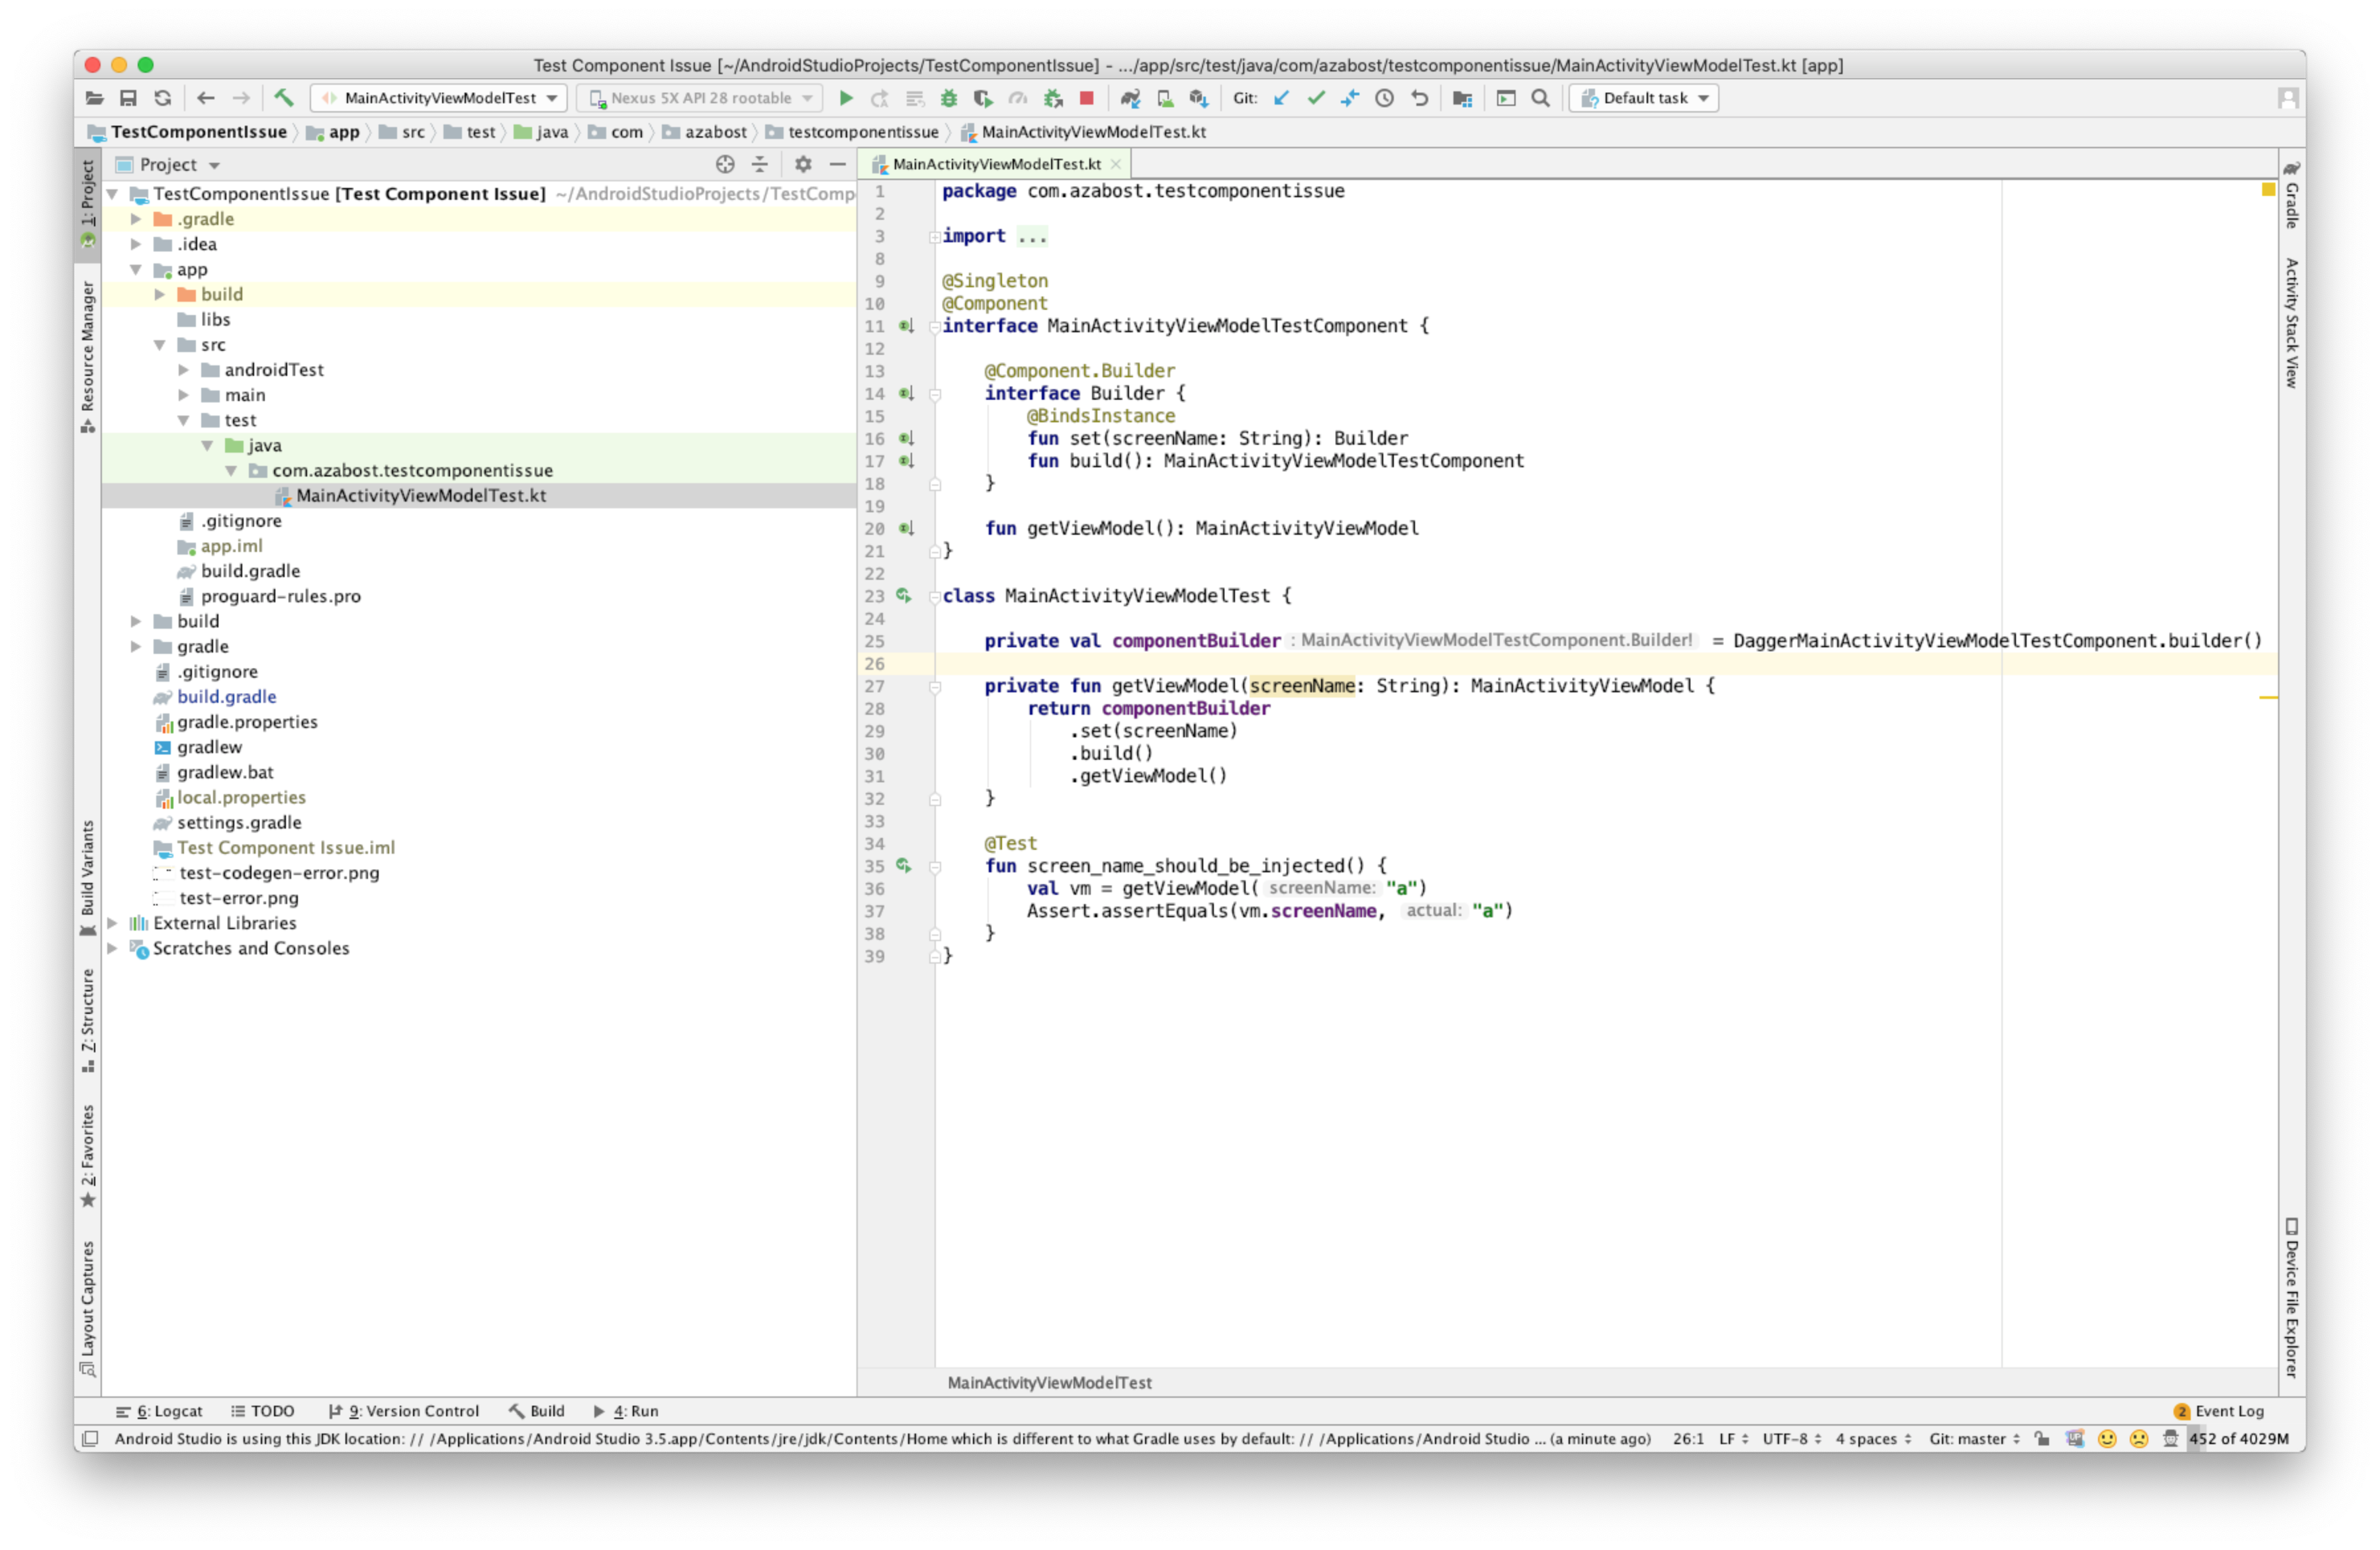 Test Component Issue [~/AndroidStudioProjects/TestComponentIssue] - .../app/src/test/java/com/azabost/testcomponentissue/MainActivityViewModelTest.kt [app]
MainActivityViewModelTest Nexus 5X API 28 rootable Git: Default task
TestComponentIssue app src test java com azabost testcomponentissue MainActivityViewModelTest.kt
1: Project
Resource Manager
Build Variants
Z: Structure
2: Favorites
Layout Captures
Project
TestComponentIssue [Test Component Issue] ~/AndroidStudioProjects/TestComp
.gradle
.idea
app
build
libs
src
androidTest
main
test
java
com.azabost.testcomponentissue
MainActivityViewModelTest.kt
.gitignore
app.iml
build.gradle
proguard-rules.pro
build
gradle
.gitignore
build.gradle
gradle.properties
gradlew
gradlew.bat
local.properties
settings.gradle
Test Component Issue.iml
test-codegen-error.png
test-error.png
External Libraries
Scratches and Consoles
MainActivityViewModelTest.kt
1 package com.azabost.testcomponentissue
2
3 import ...
8
9 @Singleton
10 @Component
11 interface MainActivityViewModelTestComponent {
12
13 @Component.Builder
14 interface Builder {
15 @BindsInstance
16 fun set(screenName: String): Builder
17 fun build(): MainActivityViewModelTestComponent
18 }
19
20 fun getViewModel(): MainActivityViewModel
21 }
22
23 class MainActivityViewModelTest {
24
25 private val componentBuilder : MainActivityViewModelTestComponent.Builder! = DaggerMainActivityViewModelTestComponent.builder()
26
27 private fun getViewModel(screenName: String): MainActivityViewModel {
28 return componentBuilder
29 .set(screenName)
30 .build()
31 .getViewModel()
32 }
33
34 @Test
35 fun screen_name_should_be_injected() {
36 val vm = getViewModel( screenName: "a")
37 Assert.assertEquals(vm.screenName, actual: "a")
38 }
39 }
MainActivityViewModelTest
Gradle
Activity Stack View
Device File Explorer
6: Logcat TODO 9: Version Control Build 4: Run 2 Event Log
Android Studio is using this JDK location: // /Applications/Android Studio 3.5.app/Contents/jre/jdk/Contents/Home which is different to what Gradle uses by default: // /Applications/Android Studio ... (a minute ago) 26:1 LF UTF-8 4 spaces Git: master 452 of 4029M